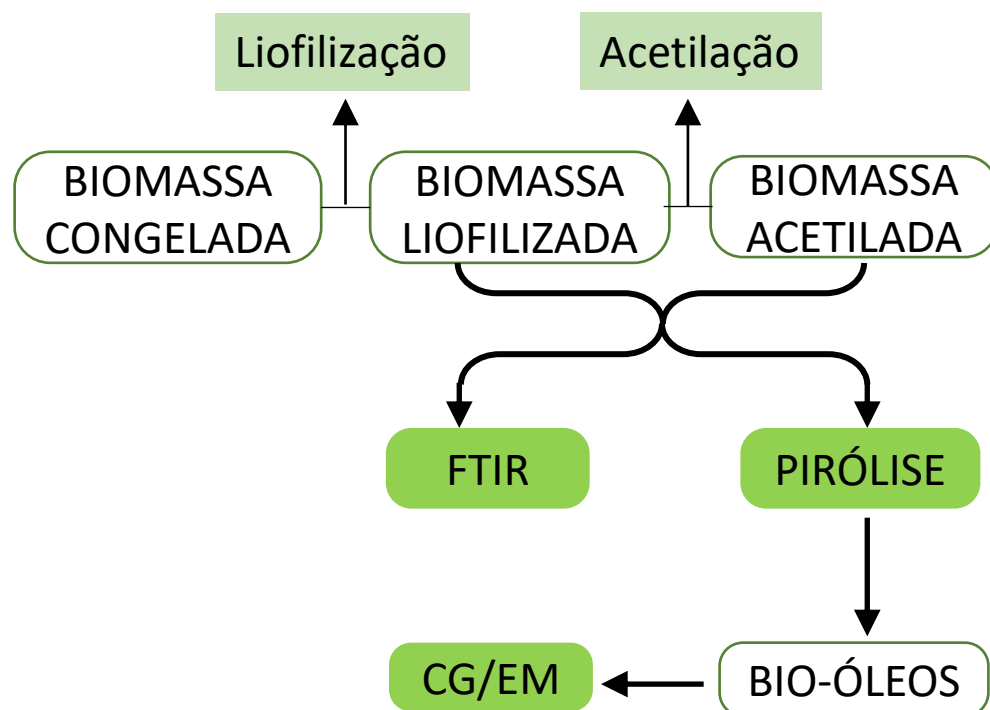 Liofilização
Acetilação
BIOMASSA
CONGELADA
BIOMASSA
LIOFILIZADA
BIOMASSA
ACETILADA
FTIR
PIRÓLISE
CG/EM
BIO-ÓLEOS